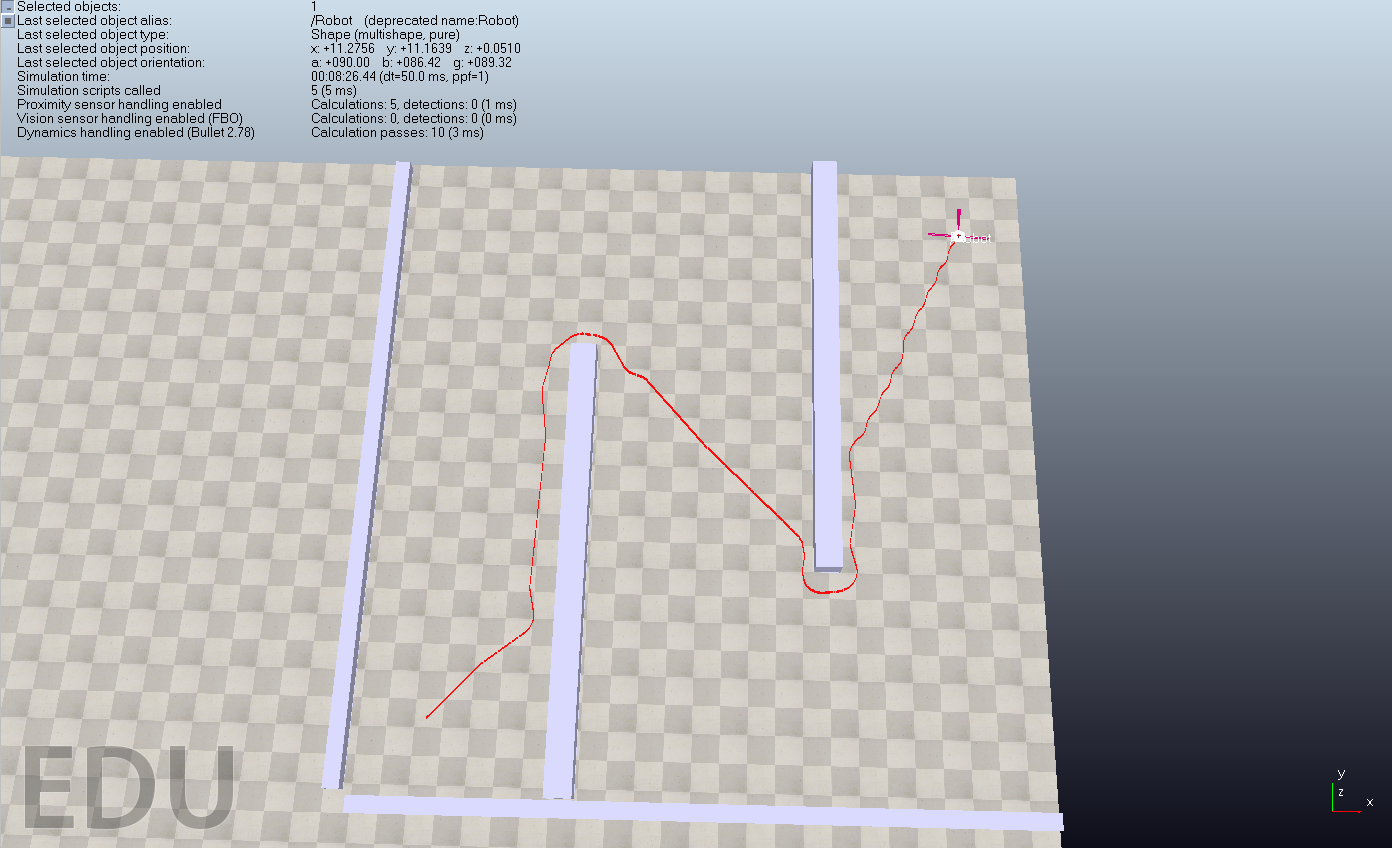 Selected objects: 1
Last selected object alias: /Robot (deprecated name:Robot)
Last selected object type: Shape (multishape, pure)
Last selected object position: x: +11.2756 y: +11.1639 z: +0.0510
Last selected object orientation: a: +090.00 b: +086.42 g: +089.32
Simulation time: 00:08:26.44 (dt=50.0 ms, ppf=1)
Simulation scripts called 5 (5 ms)
Proximity sensor handling enabled Calculations: 5, detections: 0 (1 ms)
Vision sensor handling enabled (FBO) Calculations: 0, detections: 0 (0 ms)
Dynamics handling enabled (Bullet 2.78) Calculation passes: 10 (3 ms)
EDU
y
z
x